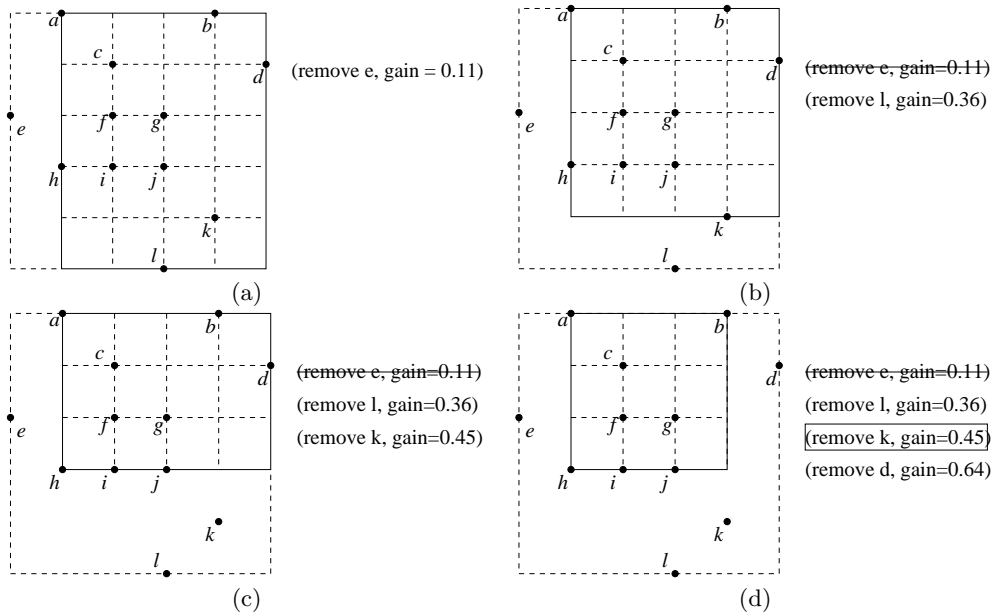 a
b
c
d
(remove e, gain = 0.11)
e
f
g
h
i
j
k
l
(a)
a
b
c
d
(remove e, gain=0.11)
(remove l, gain=0.36)
e
f
g
h
i
j
k
l
(b)
a
b
c
d
(remove e, gain=0.11)
(remove l, gain=0.36)
(remove k, gain=0.45)
e
f
g
h
i
j
k
l
(c)
a
b
c
d
(remove e, gain=0.11)
(remove l, gain=0.36)
(remove k, gain=0.45)
(remove d, gain=0.64)
e
f
g
h
i
j
k
l
(d)